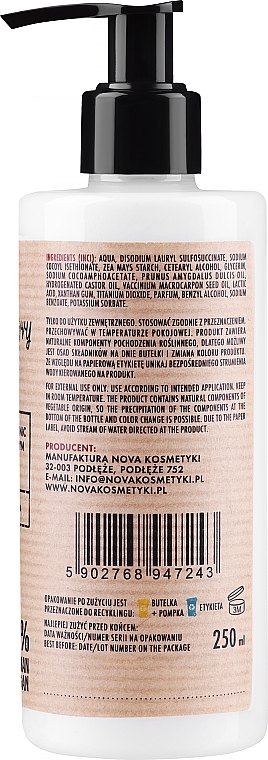 INGREDIENTS (INCI): AQUA, DISODIUM LAURYL SULFOSUCCINATE, SODIUM
COCOYL ISETHIONATE, ZEA MAYS STARCH, CETEARYL ALCOHOL, GLYCERIN,
SODIUM COCOAMPHOACETATE, PRUNUS AMYGDALUS DULCIS OIL,
HYDROGENATED CASTOR OIL, VACCINIUM MACROCARPON SEED OIL, LACTIC
ACID, XANTHAN GUM, TITANIUM DIOXIDE, PARFUM, BENZYL ALCOHOL, SODIUM
BENZOATE, POTASSIUM SORBATE.
TYLKO DO UŻYTKU ZEWNĘTRZNEGO. STOSOWAĆ ZGODNIE Z PRZEZNACZENIEM.
PRZECHOWYWAĆ W TEMPERATURZE POKOJOWEJ. PRODUKT ZAWIERA
NATURALNE KOMPONENTY POCHODZENIA ROŚLINNEGO, DLATEGO MOŻLIWY
JEST OSAD SKŁADNIKÓW NA DNIE BUTELKI I ZMIANA KOLORU PRODUKTU.
ZE WZGLĘDU NA PAPIEROWĄ ETYKIETĘ UNIKAJ BEZPOŚREDNIEGO STRUMIENIA
WODY KIEROWANEGO NA PRODUKT.
FOR EXTERNAL USE ONLY. USE ACCORDING TO INTENDED APPLICATION, KEEP
IN ROOM TEMPERATURE. THE PRODUCT CONTAINS NATURAL COMPONENTS OF
VEGETABLE ORIGIN, SO THE PRECIPITATION OF THE COMPONENTS AT THE
BOTTOM OF THE BOTTLE AND COLOR CHANGE IS POSSIBLE. DUE TO THE
PAPER LABEL, AVOID STREAM OF WATER DIRECTED AT THE PRODUCT.
PRODUCENT:
MANUFAKTURA NOVA KOSMETYKI
32-003 PODŁĘŻE, PODŁĘŻE 752
E-MAIL: INFO@NOVAKOSMETYKI.PL
WWW.NOVAKOSMETYKI.PL
5 902768 947243
OPAKOWANIE PO ZUŻYCIU JEST
PRZEZNACZONE DO RECYKLINGU:
BUTELKA
+ POMPKA
ETYKIETA
3M
NAJLEPIEJ ZUŻYĆ PRZED KOŃCEM:
DATA WAŻNOŚCI/NUMER SERII NA OPAKOWANIU
BEST BEFORE: DATE/LOT NUMBER ON THE PACKAGE
250 ml
%